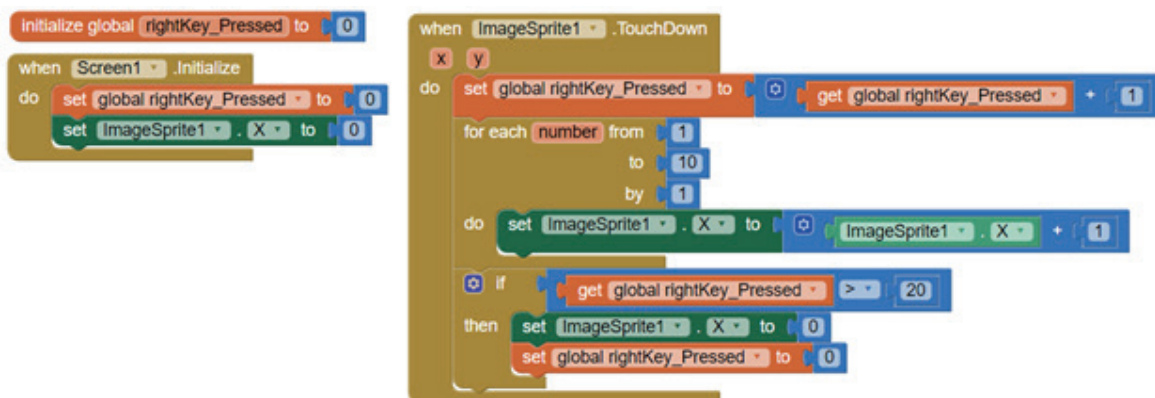 initialize global rightKey_Pressed to 0
when Screen1 .Initialize
do set global rightKey_Pressed to 0
set ImageSprite1 . X to 0
when ImageSprite1 .TouchDown
x y
do set global rightKey_Pressed to get global rightKey_Pressed + 1
for each number from 1
to 10
by 1
do set ImageSprite1 . X to ImageSprite1 . X + 1
if get global rightKey_Pressed > 20
then set ImageSprite1 . X to 0
set global rightKey_Pressed to 0